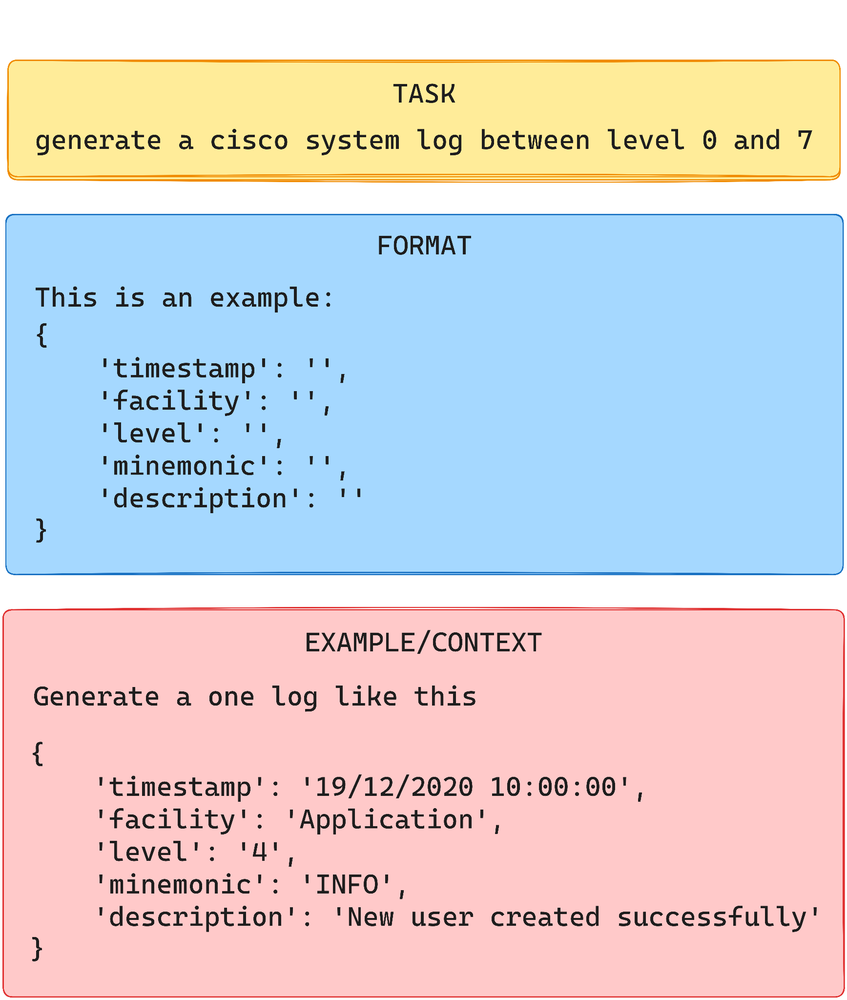 TASK
generate a cisco system log between level 0 and 7
FORMAT
This is an example:
{
'timestamp': '',
'facility': '',
'level': '',
'minemonic': '',
'description': ''
}
EXAMPLE/CONTEXT
Generate a one log like this
{
'timestamp': '19/12/2020 10:00:00',
'facility': 'Application',
'level': '4',
'minemonic': 'INFO',
'description': 'New user created successfully'
}